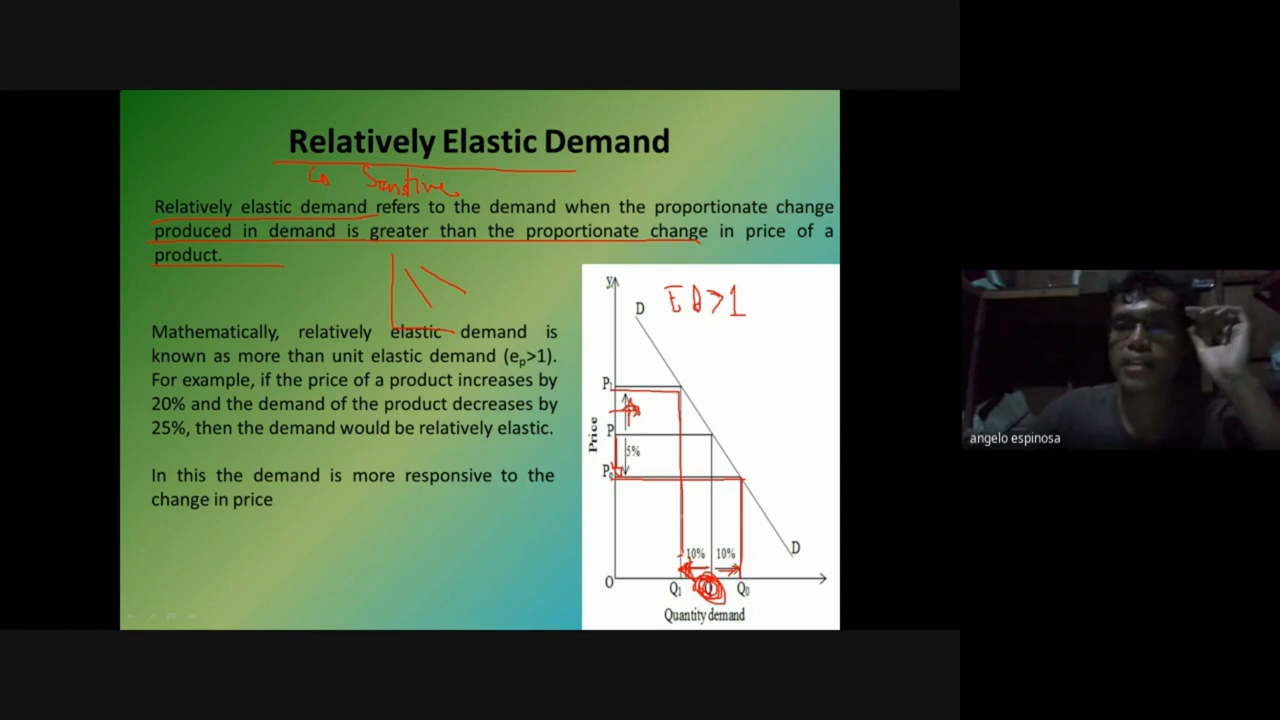 Relatively Elastic Demand
Relatively elastic demand refers to the demand when the proportionate change
produced in demand is greater than the proportionate change in price of a
product.
Mathematically, relatively elastic demand is
known as more than unit elastic demand (ep>1).
For example, if the price of a product increases by
20% and the demand of the product decreases by
25%, then the demand would be relatively elastic.
In this the demand is more responsive to the
change in price
y
D
ED>1
P1
P
Price
5%
P0
10% 10%
D
O
Q1 Q Q0
Quantity demand
angelo espinosa